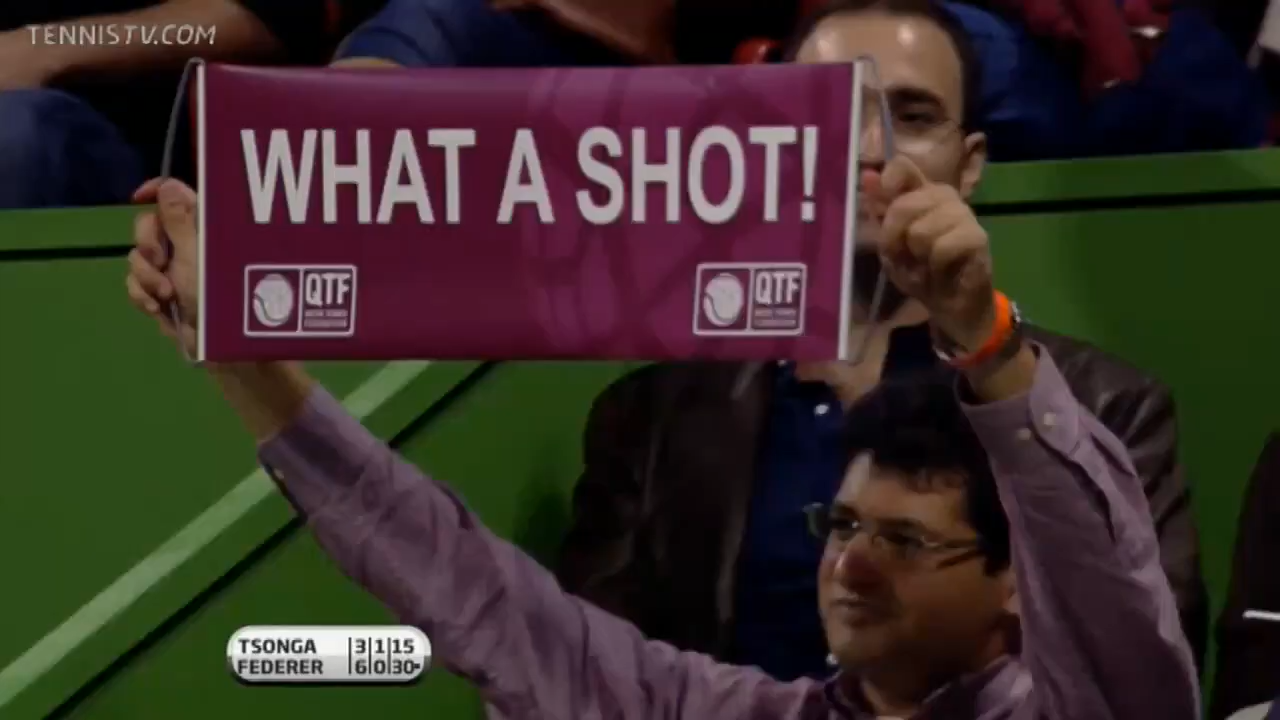 TENNISTV.COM
WHAT A SHOT!
QTF
QTF
TSONGA 3 1 15
FEDERER 6 0 30